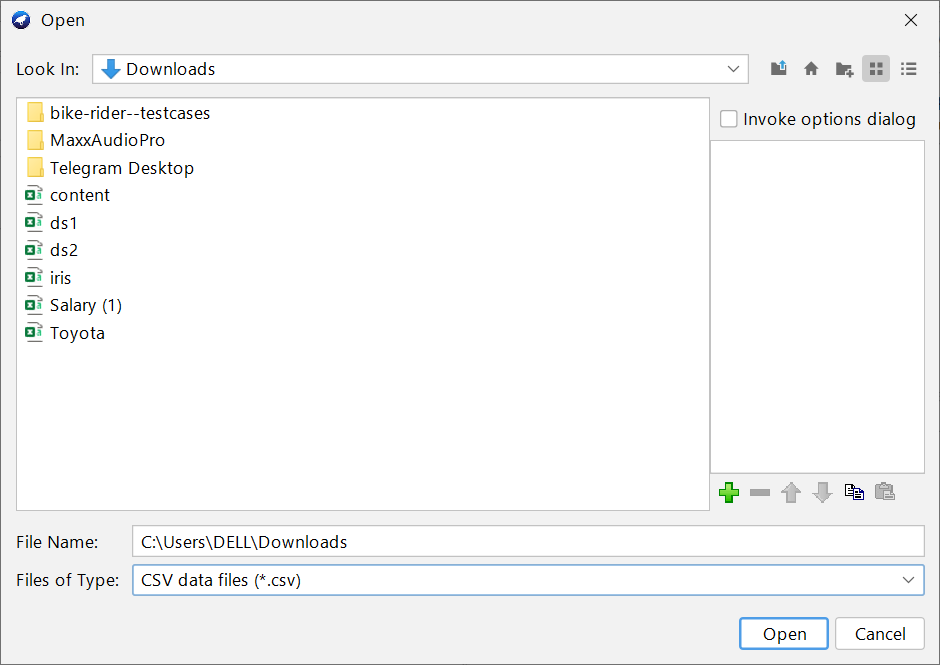 Open
Look In: Downloads
Invoke options dialog
bike-rider--testcases
MaxxAudioPro
Telegram Desktop
content
ds1
ds2
iris
Salary (1)
Toyota
File Name: C:\Users\DELL\Downloads
Files of Type: CSV data files (*.csv)
Open Cancel